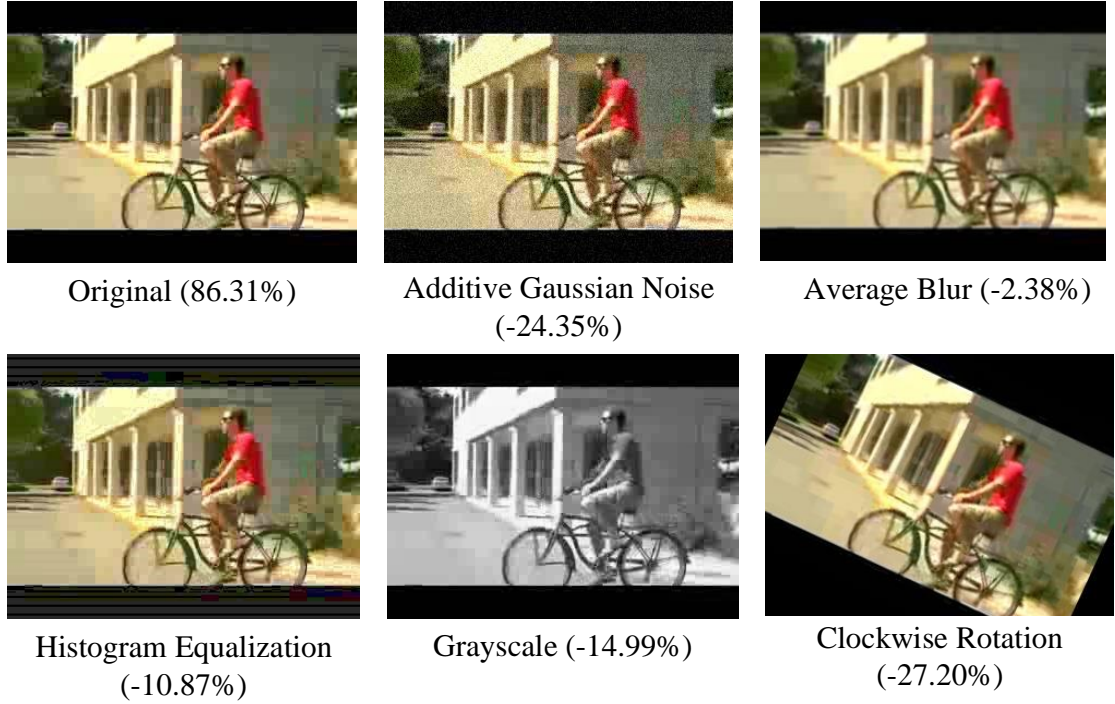 Original (86.31%)
Additive Gaussian Noise
(-24.35%)
Average Blur (-2.38%)
Histogram Equalization
(-10.87%)
Grayscale (-14.99%)
Clockwise Rotation
(-27.20%)